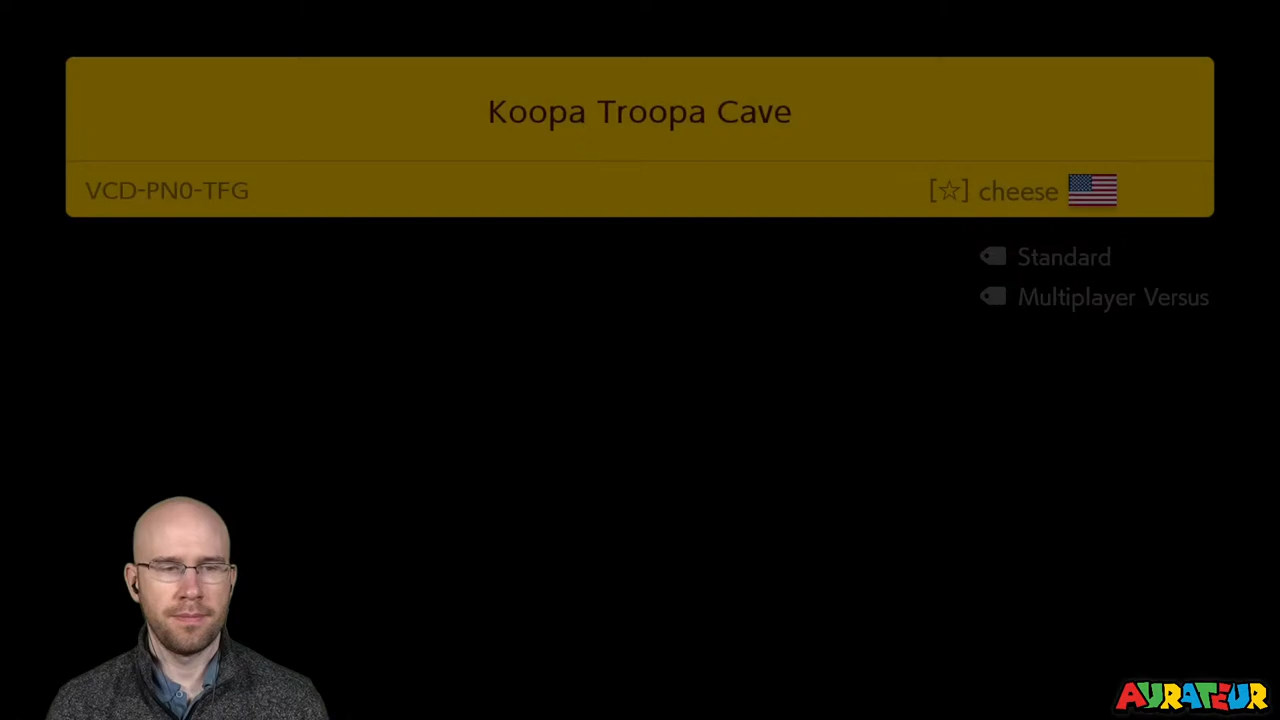 Koopa Troopa Cave
VCD-PN0-TFG
[☆] cheese
Standard
Multiplayer Versus
AURATEUR